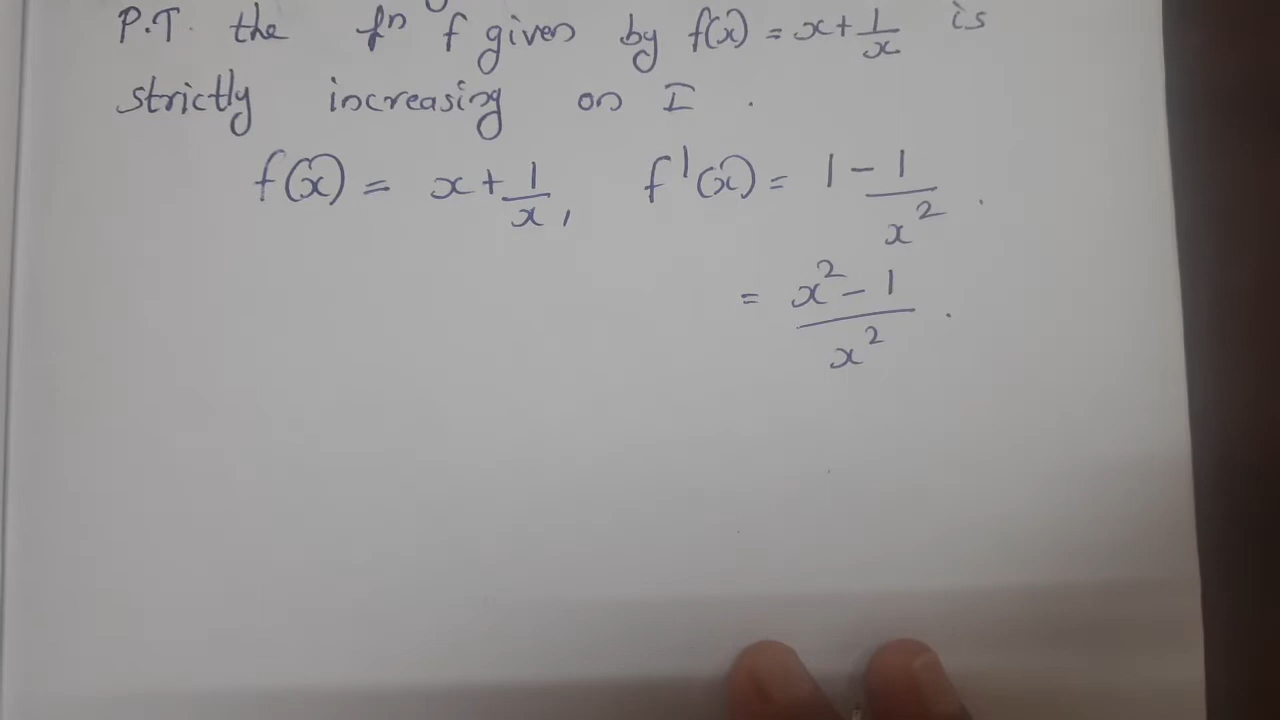 P.T. the fⁿ f given by f(x) = x + 1/x is
strictly increasing on I .
f(x) = x + 1/x , f'(x) = 1 - 1/x² .
= x² - 1 / x² .